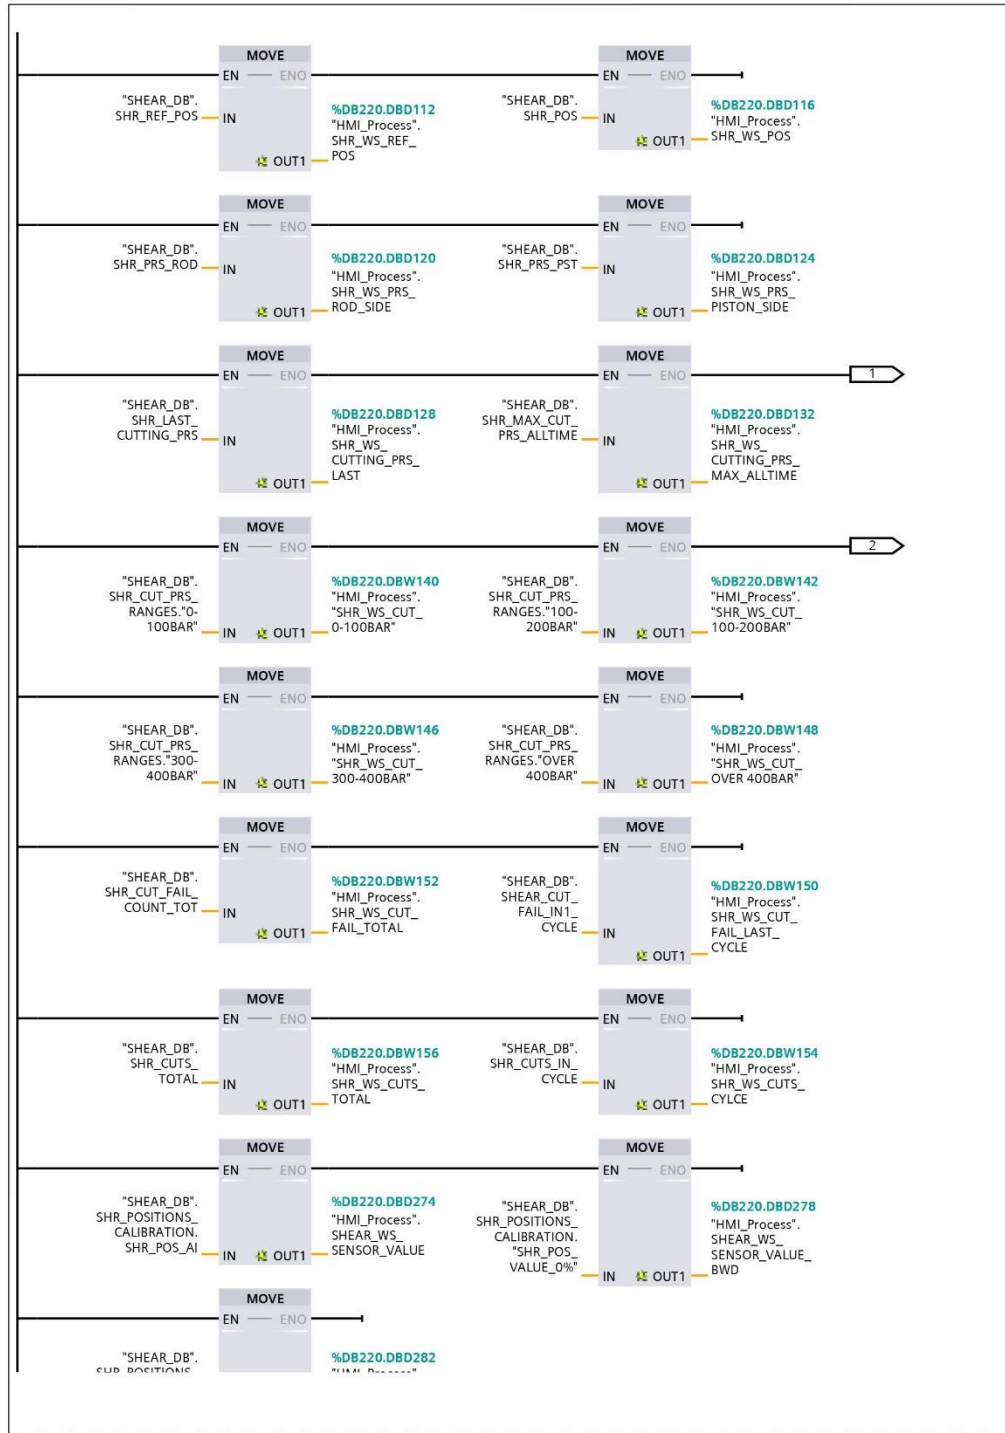 MOVE
EN ENO
"SHEAR_DB".
SHR_REF_POS
IN
%DB220.DBD112
"HMI_Process".
SHR_WS_REF_
POS
OUT1
MOVE
EN ENO
"SHEAR_DB".
SHR_POS
IN
%DB220.DBD116
"HMI_Process".
SHR_WS_POS
OUT1
MOVE
EN ENO
"SHEAR_DB".
SHR_PRS_ROD
IN
%DB220.DBD120
"HMI_Process".
SHR_WS_PRS_
ROD_SIDE
OUT1
MOVE
EN ENO
"SHEAR_DB".
SHR_PRS_PST
IN
%DB220.DBD124
"HMI_Process".
SHR_WS_PRS_
PISTON_SIDE
OUT1
MOVE
EN ENO
"SHEAR_DB".
SHR_LAST_
CUTTING_PRS
IN
%DB220.DBD128
"HMI_Process".
SHR_WS_
CUTTING_PRS_
LAST
OUT1
MOVE
EN ENO
"SHEAR_DB".
SHR_MAX_CUT_
PRS_ALLTIME
IN
%DB220.DBD132
"HMI_Process".
SHR_WS_
CUTTING_PRS_
MAX_ALLTIME
OUT1
1
MOVE
EN ENO
"SHEAR_DB".
SHR_CUT_PRS_
RANGES."0-
100BAR"
IN
%DB220.DBW140
"HMI_Process".
"SHR_WS_CUT_
0-100BAR"
OUT1
MOVE
EN ENO
"SHEAR_DB".
SHR_CUT_PRS_
RANGES."100-
200BAR"
IN
%DB220.DBW142
"HMI_Process".
"SHR_WS_CUT_
100-200BAR"
OUT1
2
MOVE
EN ENO
"SHEAR_DB".
SHR_CUT_PRS_
RANGES."300-
400BAR"
IN
%DB220.DBW146
"HMI_Process".
"SHR_WS_CUT_
300-400BAR"
OUT1
MOVE
EN ENO
"SHEAR_DB".
SHR_CUT_PRS_
RANGES."OVER
400BAR"
IN
%DB220.DBW148
"HMI_Process".
"SHR_WS_CUT_
OVER 400BAR"
OUT1
MOVE
EN ENO
"SHEAR_DB".
SHR_CUT_FAIL_
COUNT_TOT
IN
%DB220.DBW152
"HMI_Process".
SHR_WS_CUT_
FAIL_TOTAL
OUT1
MOVE
EN ENO
"SHEAR_DB".
SHEAR_CUT_
FAIL_IN1_
CYCLE
IN
%DB220.DBW150
"HMI_Process".
SHR_WS_CUT_
FAIL_LAST_
CYCLE
OUT1
MOVE
EN ENO
"SHEAR_DB".
SHR_CUTS_
TOTAL
IN
%DB220.DBW156
"HMI_Process".
SHR_WS_CUTS_
TOTAL
OUT1
MOVE
EN ENO
"SHEAR_DB".
SHR_CUTS_IN_
CYCLE
IN
%DB220.DBW154
"HMI_Process".
SHR_WS_CUTS_
CYLCE
OUT1
MOVE
EN ENO
"SHEAR_DB".
SHR_POSITIONS_
CALIBRATION.
SHR_POS_AI
IN
%DB220.DBD274
"HMI_Process".
SHEAR_WS_
SENSOR_VALUE
OUT1
MOVE
EN ENO
"SHEAR_DB".
SHR_POSITIONS_
CALIBRATION.
"SHR_POS_
VALUE_0%"
IN
%DB220.DBD278
"HMI_Process".
SHEAR_WS_
SENSOR_VALUE_
BWD
OUT1
MOVE
EN ENO
"SHEAR_DB".
SHR_POSITIONS_
%DB220.DBD282
"HMI_Process".